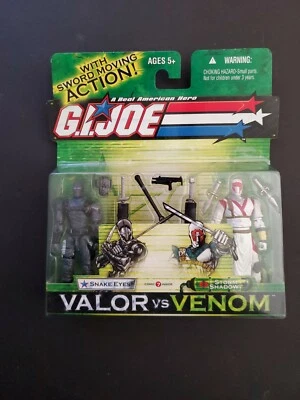 WITH
SWORD MOVING
ACTION!
AGES 5+
WARNING:
CHOKING HAZARD-Small parts.
Not for children under 3 years.
A Real American Hero
G.I. JOE
SNAKE EYES
STORM
SHADOW
VALOR VS VENOM